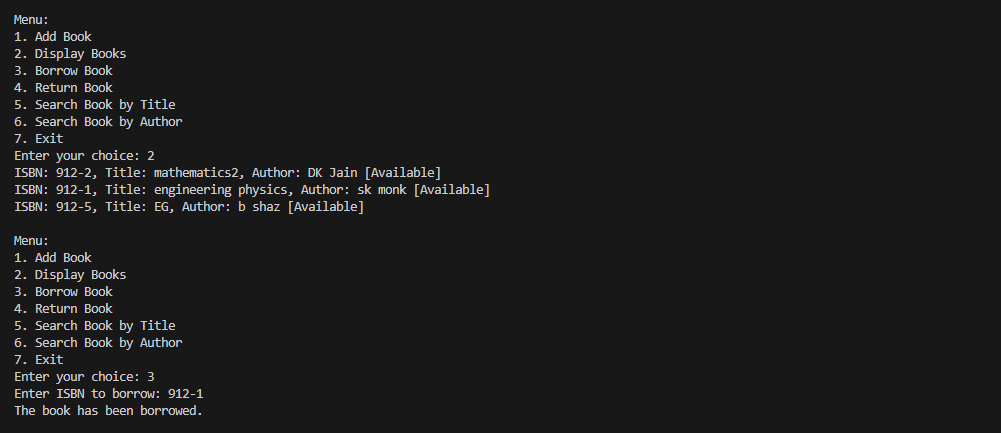 Menu:
1. Add Book
2. Display Books
3. Borrow Book
4. Return Book
5. Search Book by Title
6. Search Book by Author
7. Exit
Enter your choice: 2
ISBN: 912-2, Title: mathematics2, Author: DK Jain [Available]
ISBN: 912-1, Title: engineering physics, Author: sk monk [Available]
ISBN: 912-5, Title: EG, Author: b shaz [Available]
Menu:
1. Add Book
2. Display Books
3. Borrow Book
4. Return Book
5. Search Book by Title
6. Search Book by Author
7. Exit
Enter your choice: 3
Enter ISBN to borrow: 912-1
The book has been borrowed.